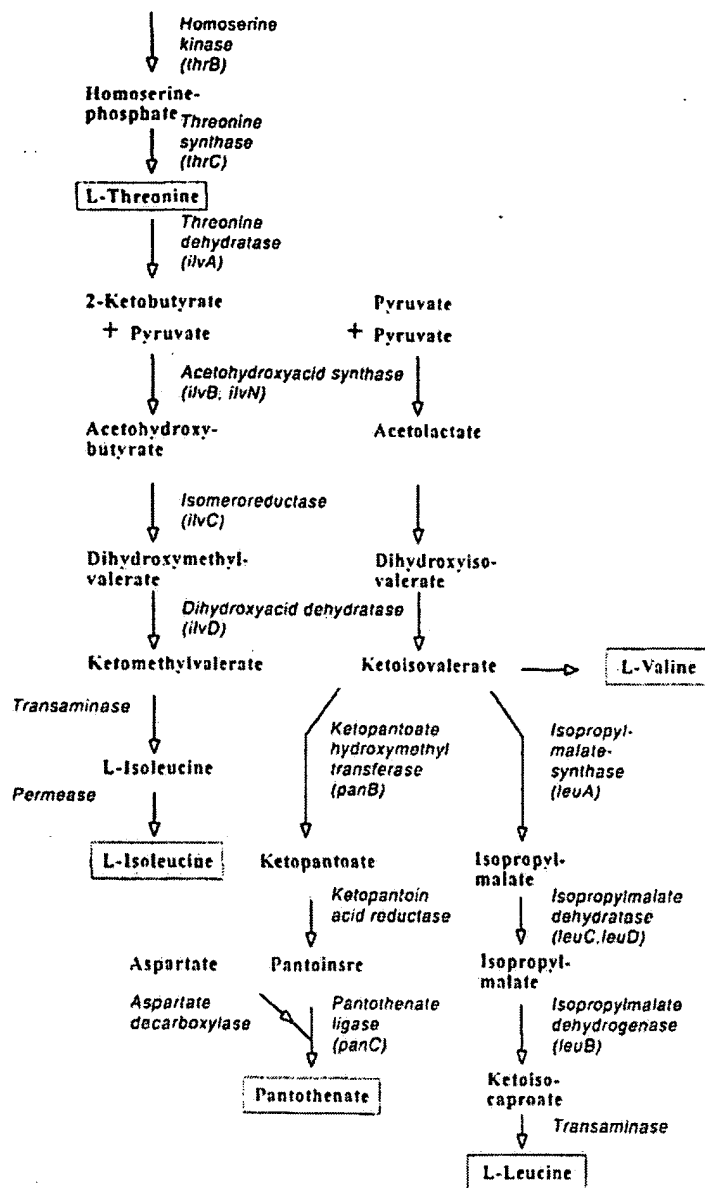 Homoserine
kinase
(thrB)
Homoserine-
phosphate
Threonine
synthase
(thrC)
L-Threonine
Threonine
dehydratase
(ilvA)
2-Ketobutyrate
+ Pyruvate
Pyruvate
+ Pyruvate
Acetohydroxyacid synthase
(ilvB, ilvN)
Acetohydroxy-
butyrate
Acetolactate
Isomeroreductase
(ilvC)
Dihydroxymethyl-
valerate
Dihydroxyiso-
valerate
Dihydroxyacid dehydratase
(ilvD)
Ketomethylvalerate
Ketoisovalerate
L-Valine
Transaminase
Ketopantoate
hydroxymethyl
transferase
(panB)
Isopropyl-
malate-
synthase
(leuA)
L-Isoleucine
Permease
L-Isoleucine
Ketopantoate
Isopropyl-
malate
Ketopantoin
acid reductase
Isopropylmalate
dehydratase
(leuC,leuD)
Aspartate
Pantoinsre
Isopropyl-
malate
Aspartate
decarboxylase
Pantothenate
ligase
(panC)
Isopropylmalate
dehydrogenase
(leuB)
Pantothenate
Ketoiso-
caproate
Transaminase
L-Leucine